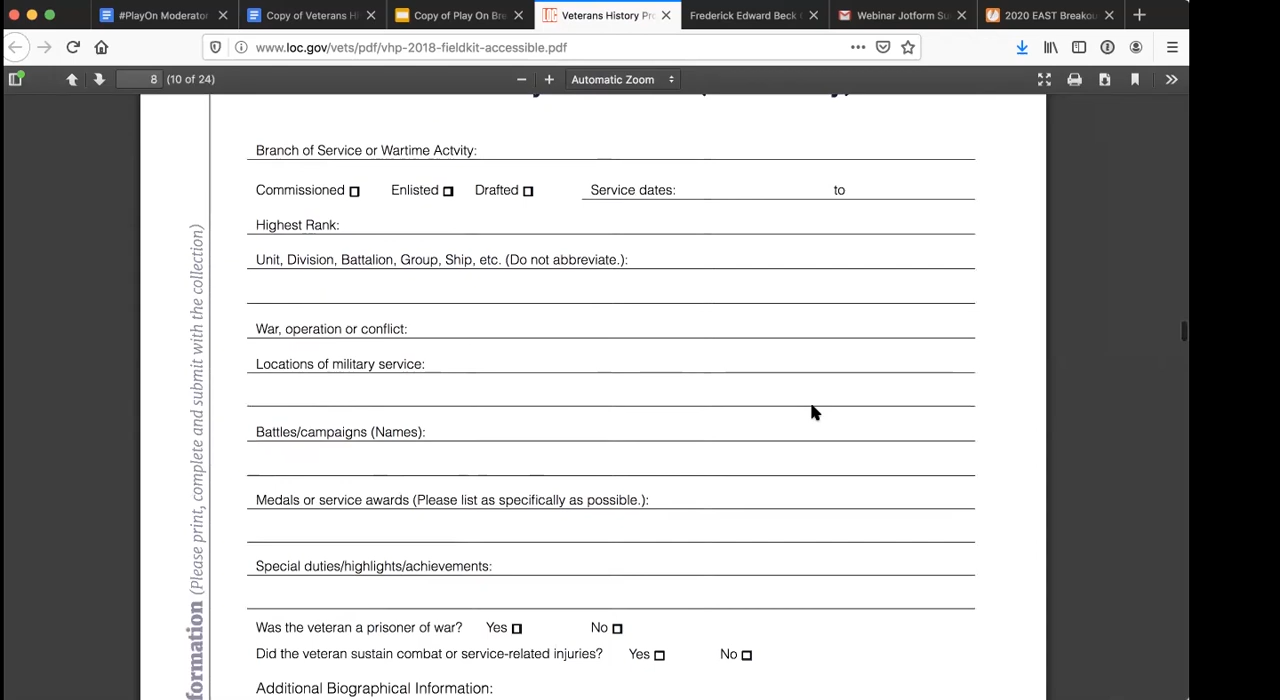 #PlayOn Moderator
Copy of Veterans Hi
Copy of Play On Bre
Veterans History Pro
Frederick Edward Beck
Webinar Jotform Su
2020 EAST Breakou
www.loc.gov/vets/pdf/vhp-2018-fieldkit-accessible.pdf
8 (10 of 24)
Automatic Zoom
Branch of Service or Wartime Actvity:
Commissioned Enlisted Drafted Service dates: to
Highest Rank:
Unit, Division, Battalion, Group, Ship, etc. (Do not abbreviate.):
War, operation or conflict:
Locations of military service:
Battles/campaigns (Names):
Medals or service awards (Please list as specifically as possible.):
Special duties/highlights/achievements:
Was the veteran a prisoner of war? Yes No
Did the veteran sustain combat or service-related injuries? Yes No
Additional Biographical Information:
formation (Please print, complete and submit with the collection)